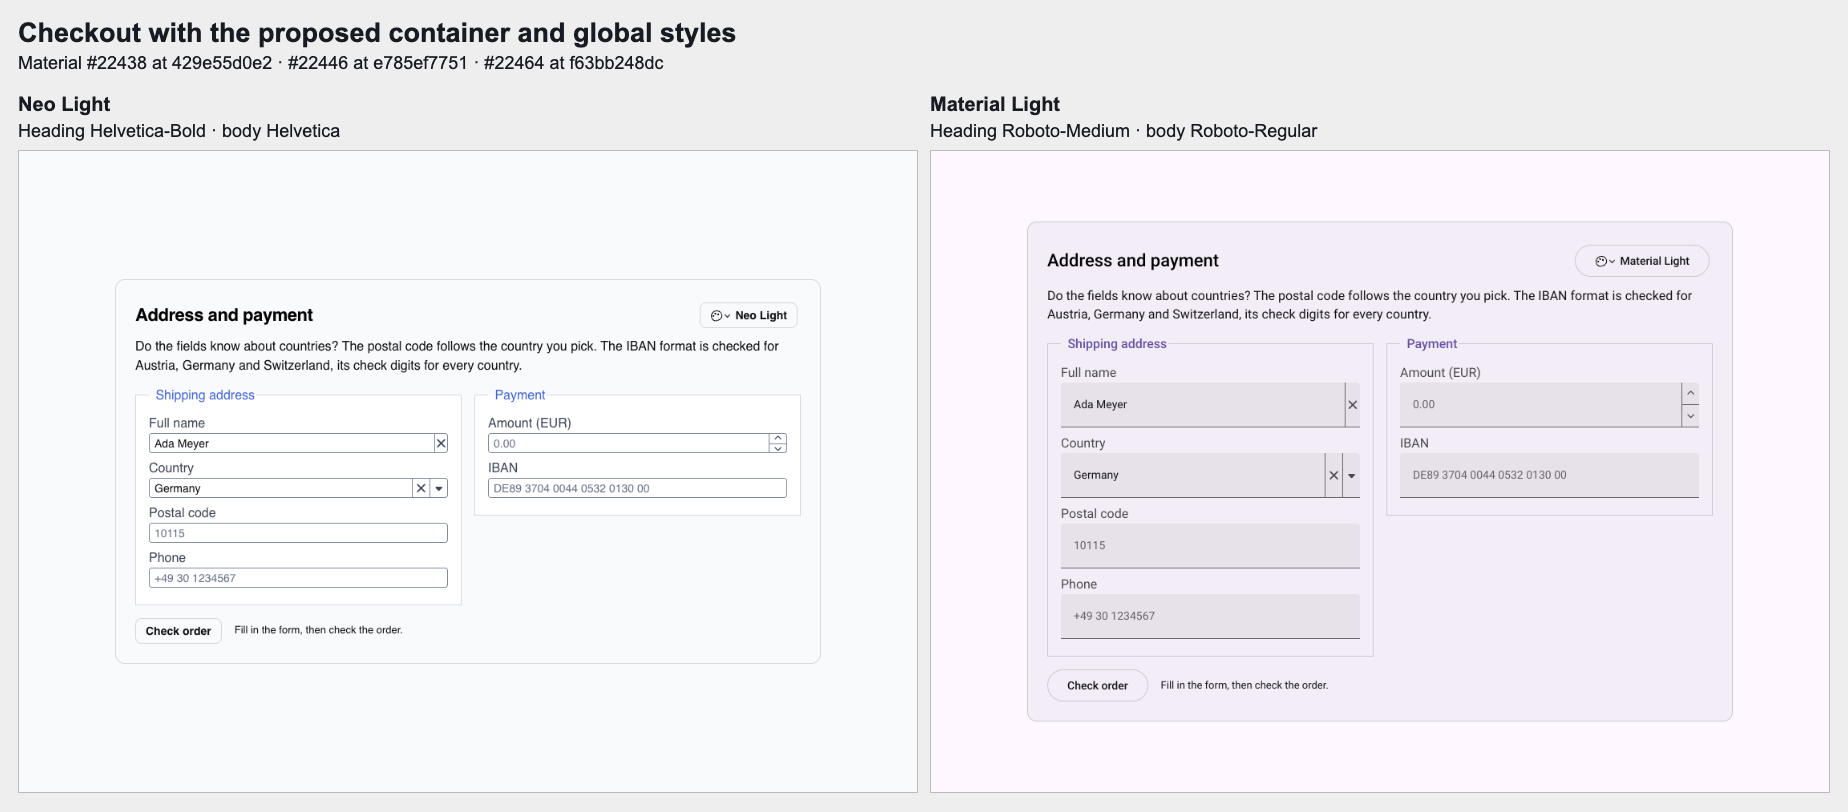 Checkout with the proposed container and global styles
Material #22438 at 429e55d0e2 · #22446 at e785ef7751 · #22464 at f63bb248dc
Neo Light
Heading Helvetica-Bold · body Helvetica
Address and payment
Neo Light
Do the fields know about countries? The postal code follows the country you pick. The IBAN format is checked for
Austria, Germany and Switzerland, its check digits for every country.
Shipping address
Full name
Ada Meyer
Country
Germany
Postal code
10115
Phone
+49 30 1234567
Payment
Amount (EUR)
0.00
IBAN
DE89 3704 0044 0532 0130 00
Check order
Fill in the form, then check the order.
Material Light
Heading Roboto-Medium · body Roboto-Regular
Address and payment
Material Light
Do the fields know about countries? The postal code follows the country you pick. The IBAN format is checked for
Austria, Germany and Switzerland, its check digits for every country.
Shipping address
Full name
Ada Meyer
Country
Germany
Postal code
10115
Phone
+49 30 1234567
Payment
Amount (EUR)
0.00
IBAN
DE89 3704 0044 0532 0130 00
Check order
Fill in the form, then check the order.